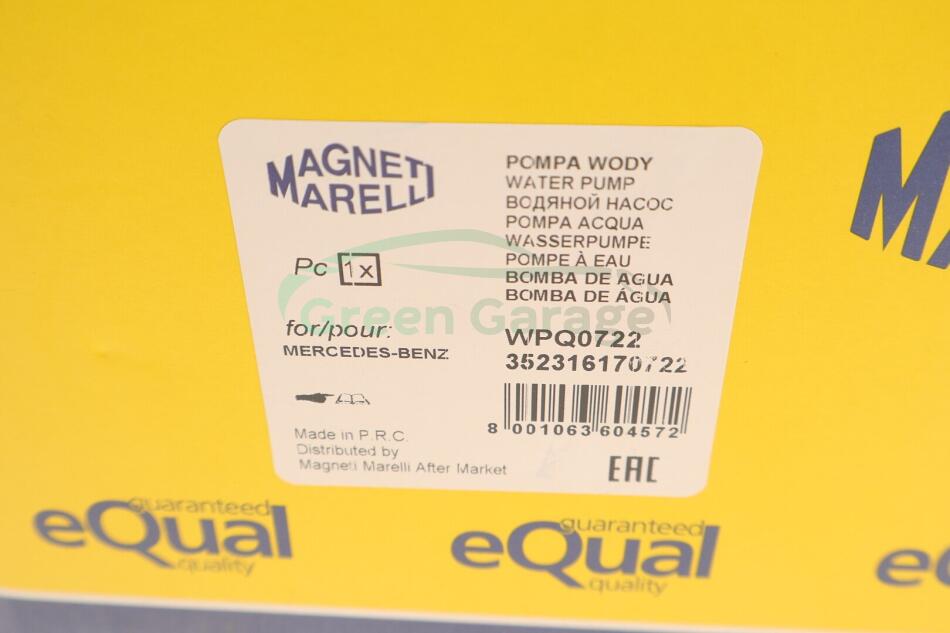 MAGNETI
MARELLI
POMPA WODY
WATER PUMP
ВОДЯНОЙ НАСОС
POMPA ACQUA
WASSERPUMPE
POMPE À EAU
BOMBA DE AGUA
BOMBA DE ÁGUA
Pc 1x
Green Garage
for/pour:
MERCEDES-BENZ
WPQ0722
352316170722
8 001063 604572
Made in P.R.C.
Distributed by
Magneti Marelli After Market
EAC
guaranteed
eQual
quality
guaranteed
eQual
quality